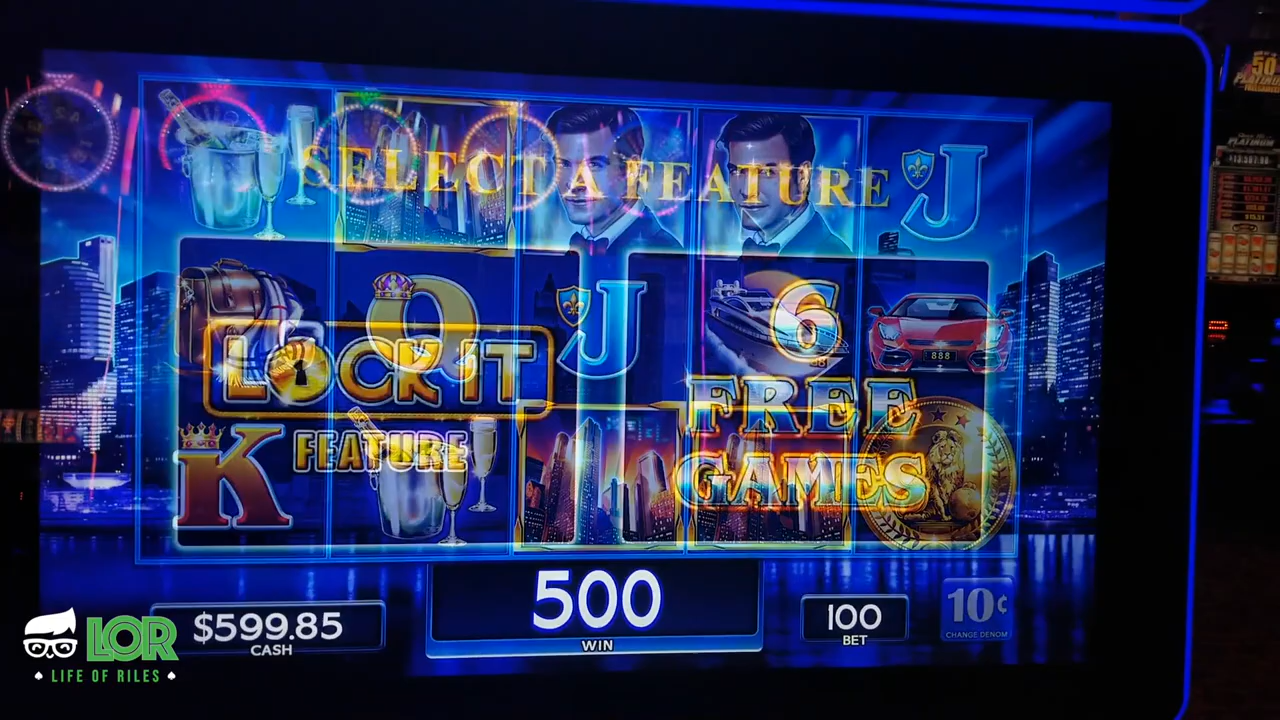 SELECT A FEATURE
J
Q
J
6
888
LOCK IT
FEATURE
FREE
GAMES
K
500
WIN
$599.85
CASH
100
BET
10¢
CHANGE DENOM
LOR
LIFE OF RILES
50